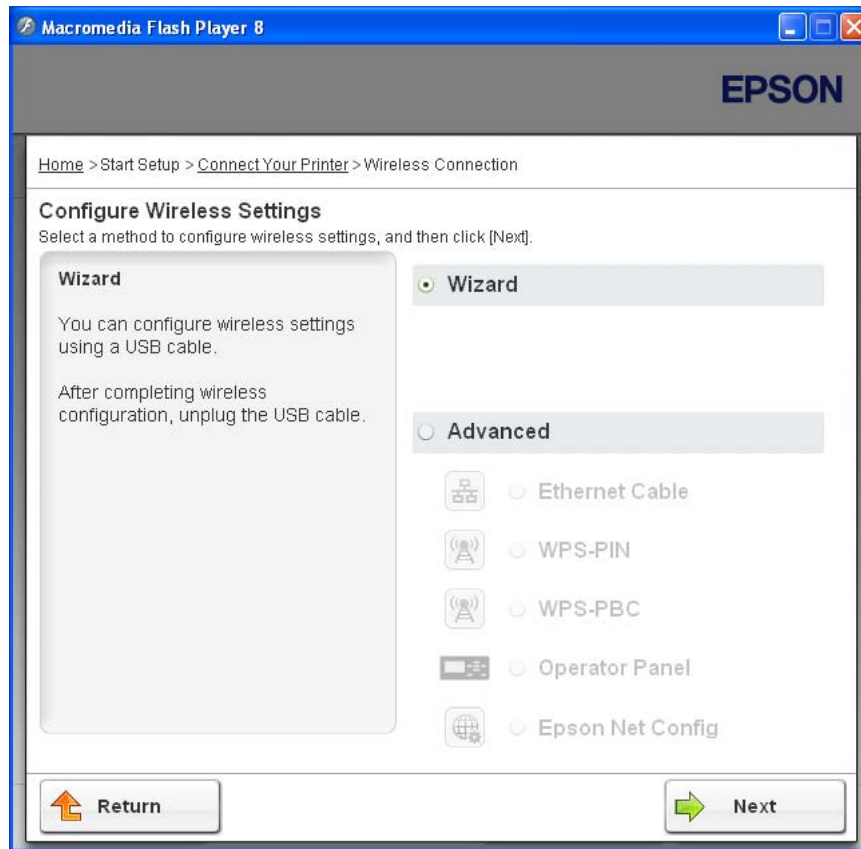 Macromedia Flash Player 8
EPSON
Home > Start Setup > Connect Your Printer > Wireless Connection
Configure Wireless Settings
Select a method to configure wireless settings, and then click [Next].
Wizard
You can configure wireless settings
using a USB cable.
After completing wireless
configuration, unplug the USB cable.
Wizard
Advanced
Ethernet Cable
WPS-PIN
WPS-PBC
Operator Panel
Epson Net Config
Return
Next